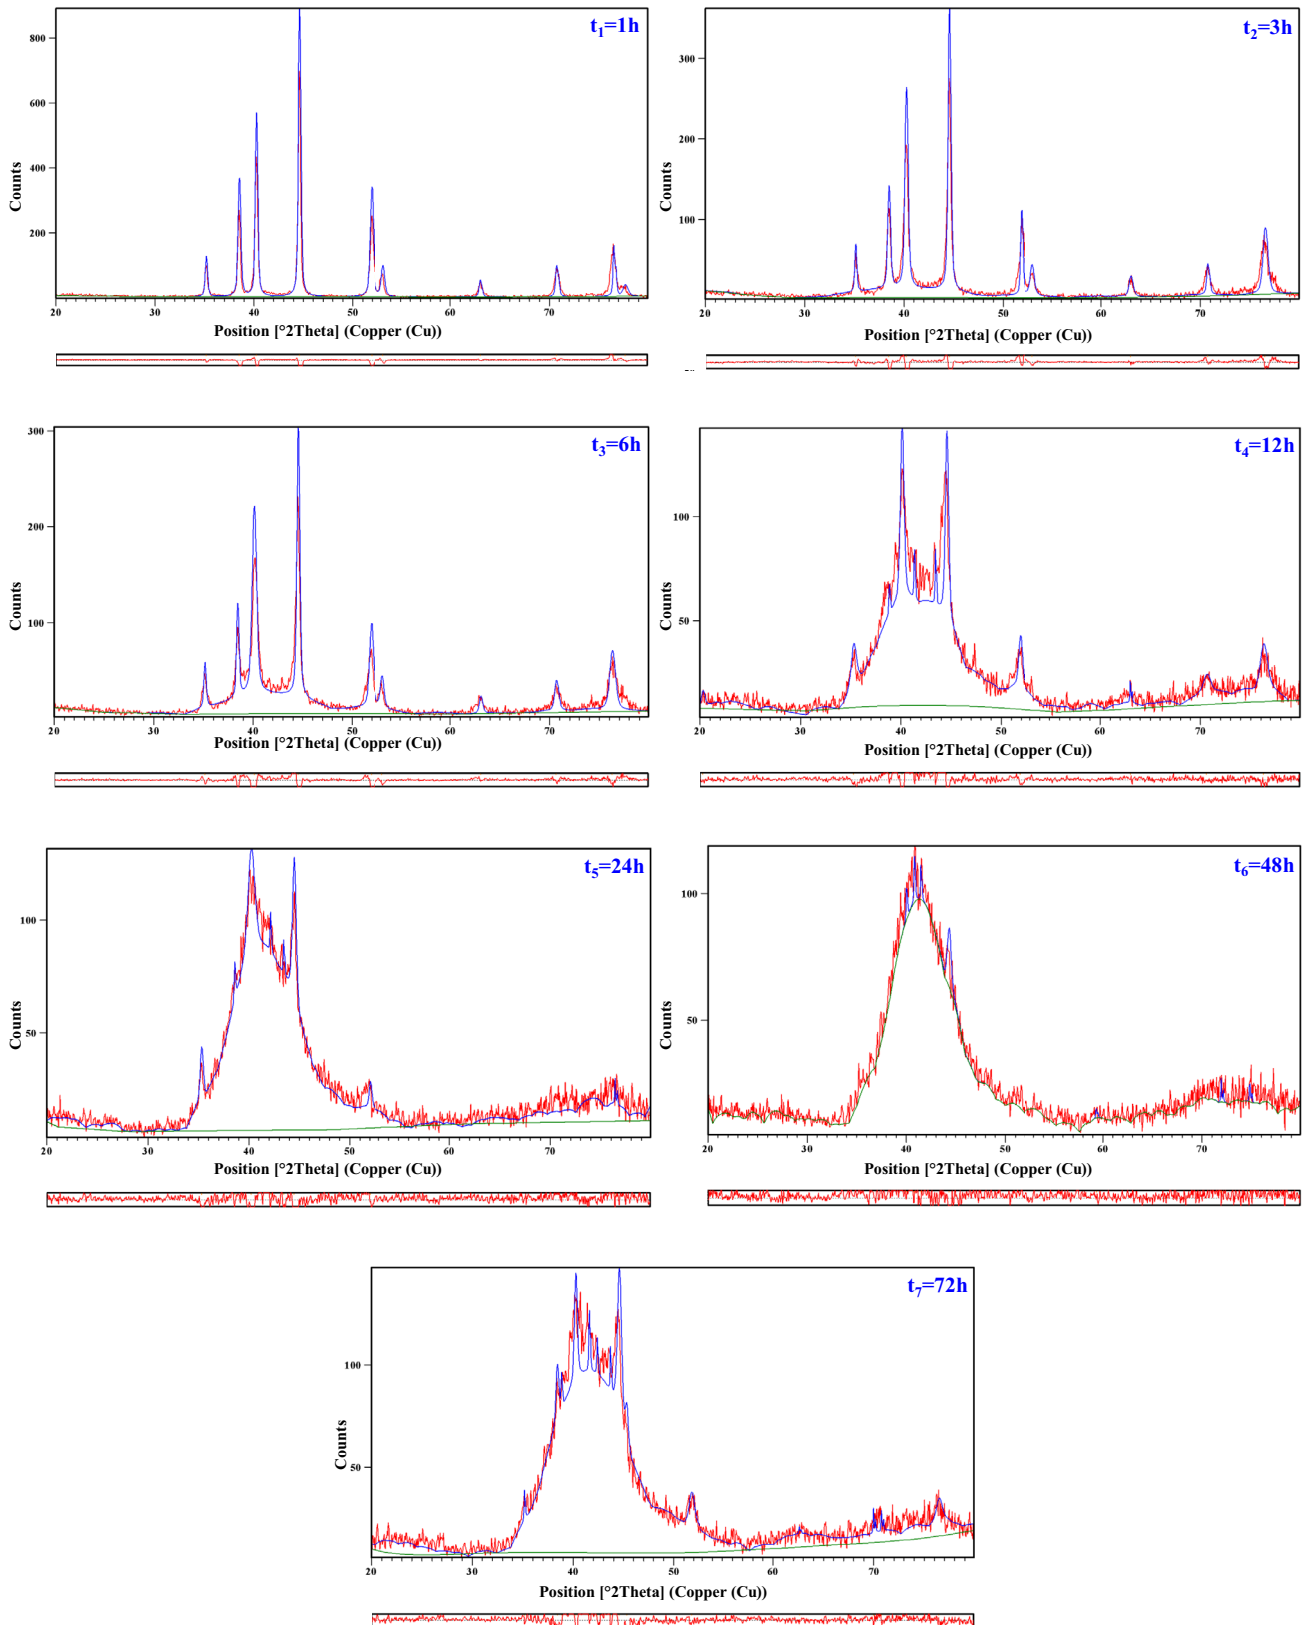 t1=1h
800
600
400
200
Counts
20 30 40 50 60 70
Position [°2Theta] (Copper (Cu))
t2=3h
300
200
100
Counts
20 30 40 50 60 70
Position [°2Theta] (Copper (Cu))
t3=6h
300
200
100
Counts
20 30 40 50 60 70
Position [°2Theta] (Copper (Cu))
t4=12h
100
50
Counts
20 30 40 50 60 70
Position [°2Theta] (Copper (Cu))
t5=24h
100
50
Counts
20 30 40 50 60 70
Position [°2Theta] (Copper (Cu))
t6=48h
100
50
Counts
20 30 40 50 60 70
Position [°2Theta] (Copper (Cu))
t7=72h
100
50
Counts
20 30 40 50 60 70
Position [°2Theta] (Copper (Cu))